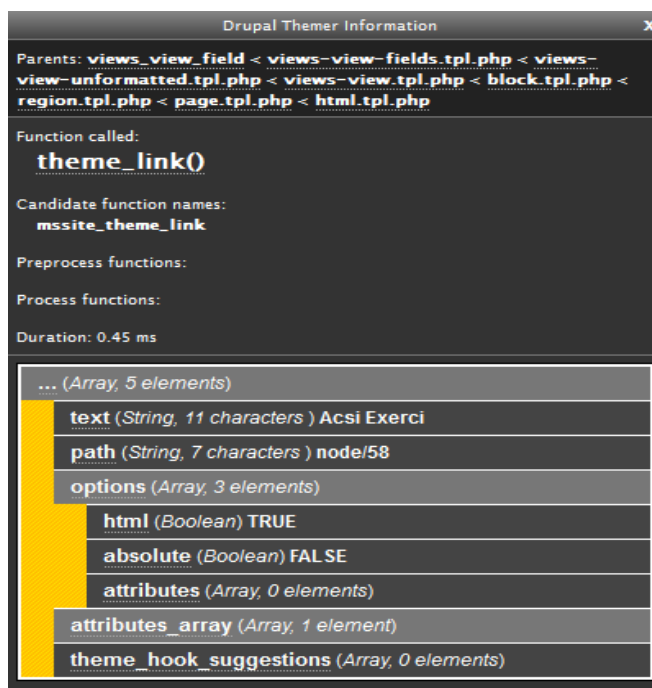 Drupal Themer Information X
Parents: views_view_field < views-view-fields.tpl.php < views-
view-unformatted.tpl.php < views-view.tpl.php < block.tpl.php <
region.tpl.php < page.tpl.php < html.tpl.php
Function called:
theme_link()
Candidate function names:
mssite_theme_link
Preprocess functions:
Process functions:
Duration: 0.45 ms
... (Array, 5 elements)
text (String, 11 characters ) Acsi Exerci
path (String, 7 characters ) node/58
options (Array, 3 elements)
html (Boolean) TRUE
absolute (Boolean) FALSE
attributes (Array, 0 elements)
attributes_array (Array, 1 element)
theme_hook_suggestions (Array, 0 elements)